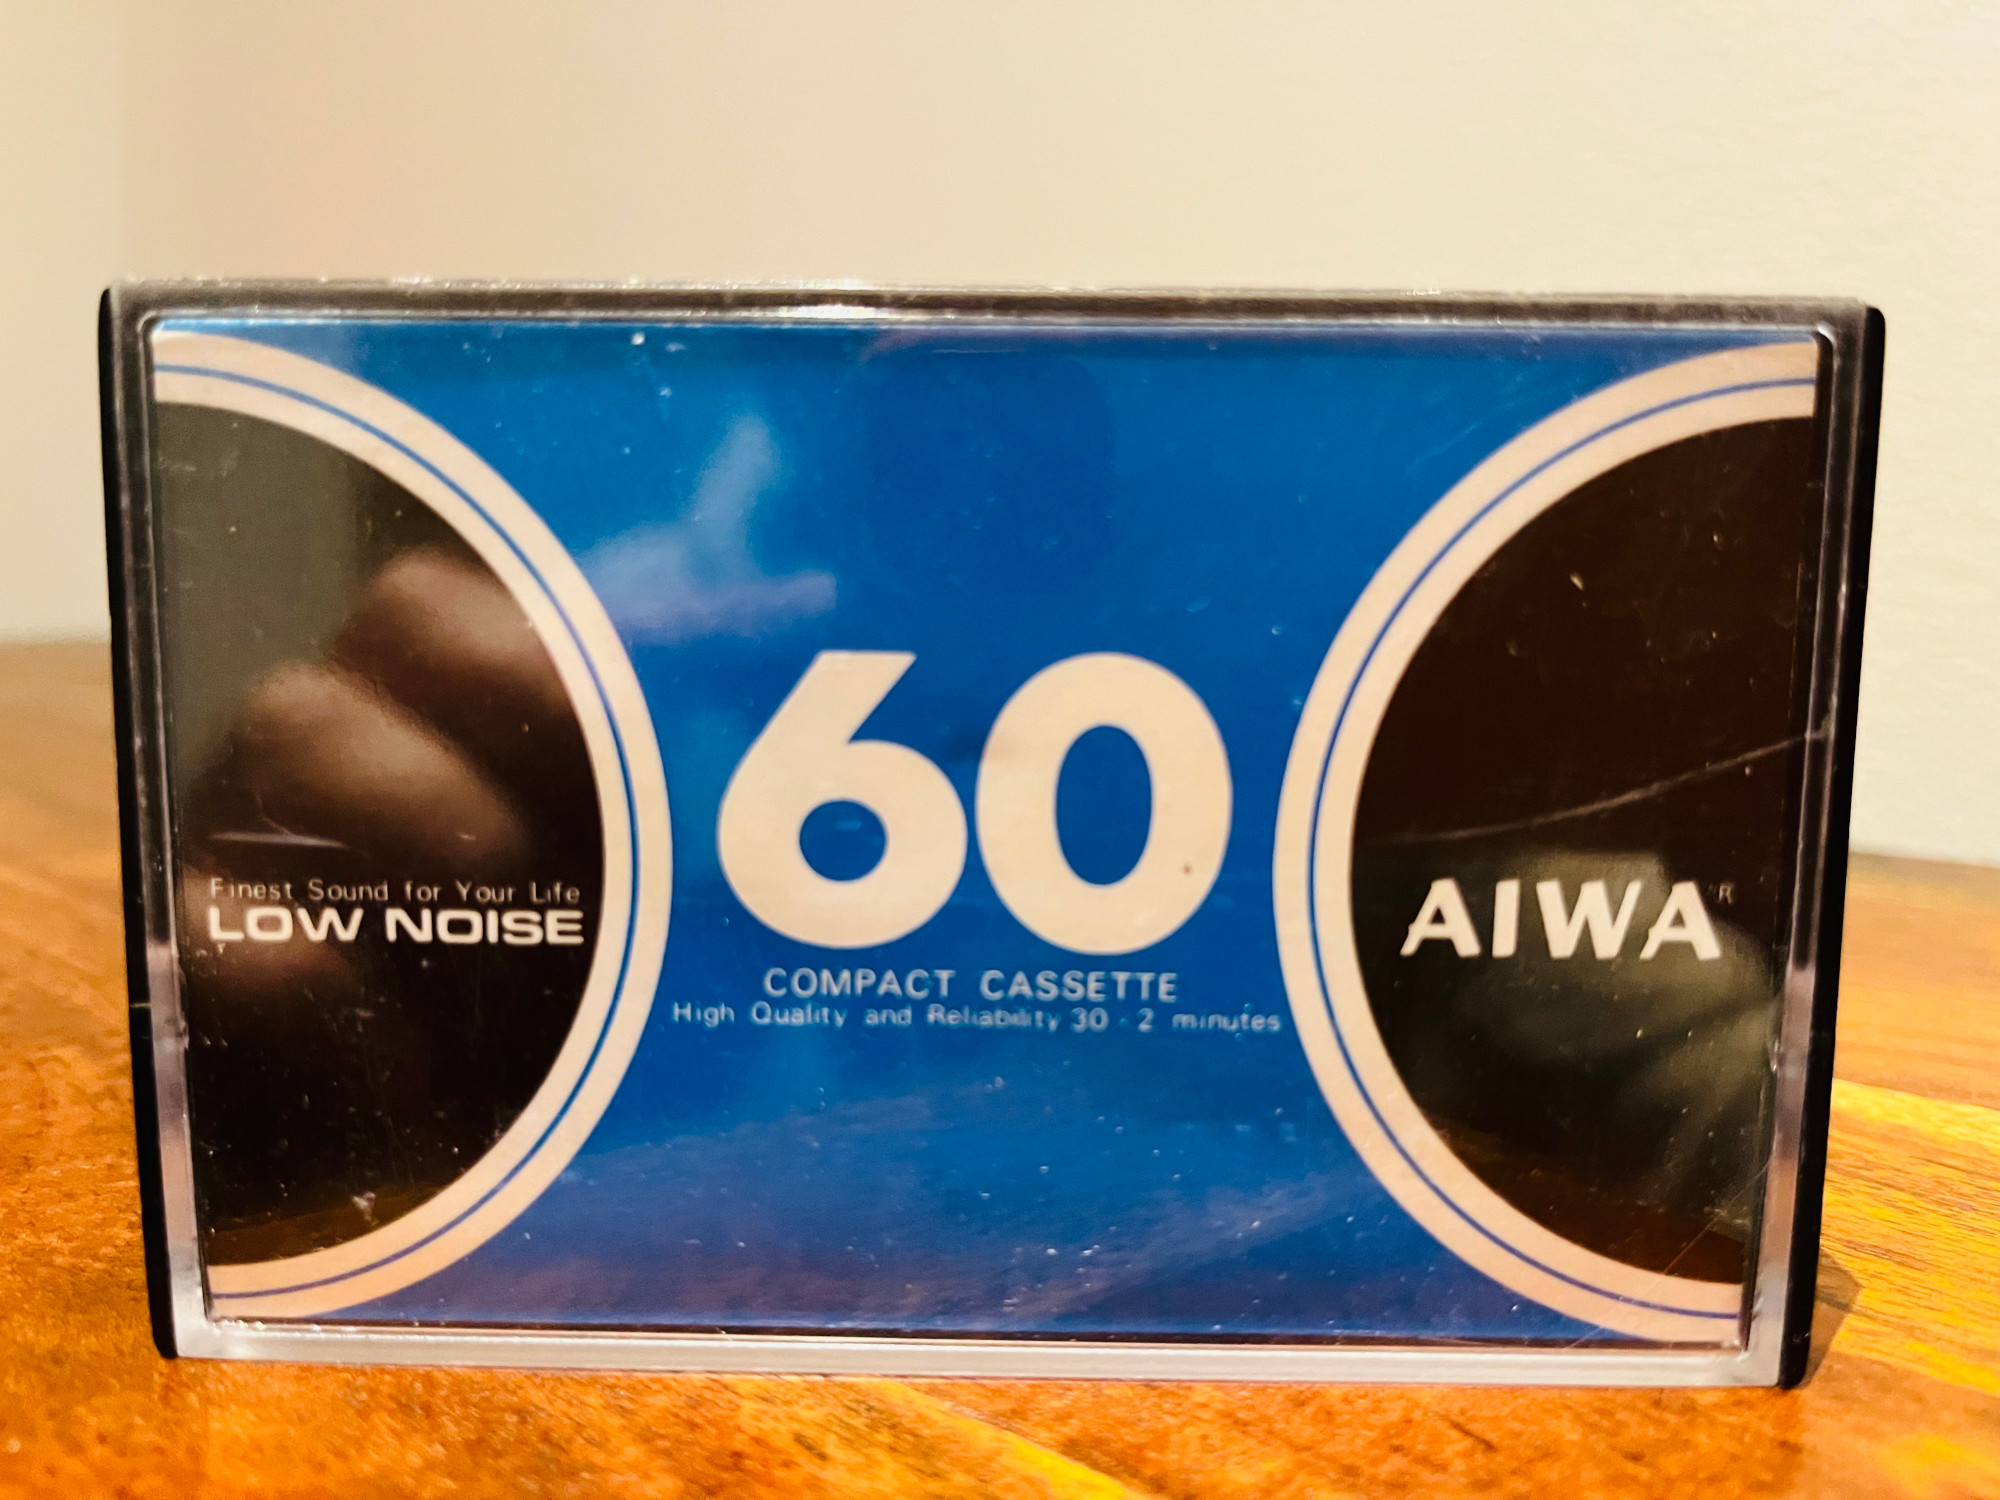 Finest Sound for Your Life
LOW NOISE
60
COMPACT CASSETTE
High Quality and Reliability 30 · 2 minutes
AIWA R